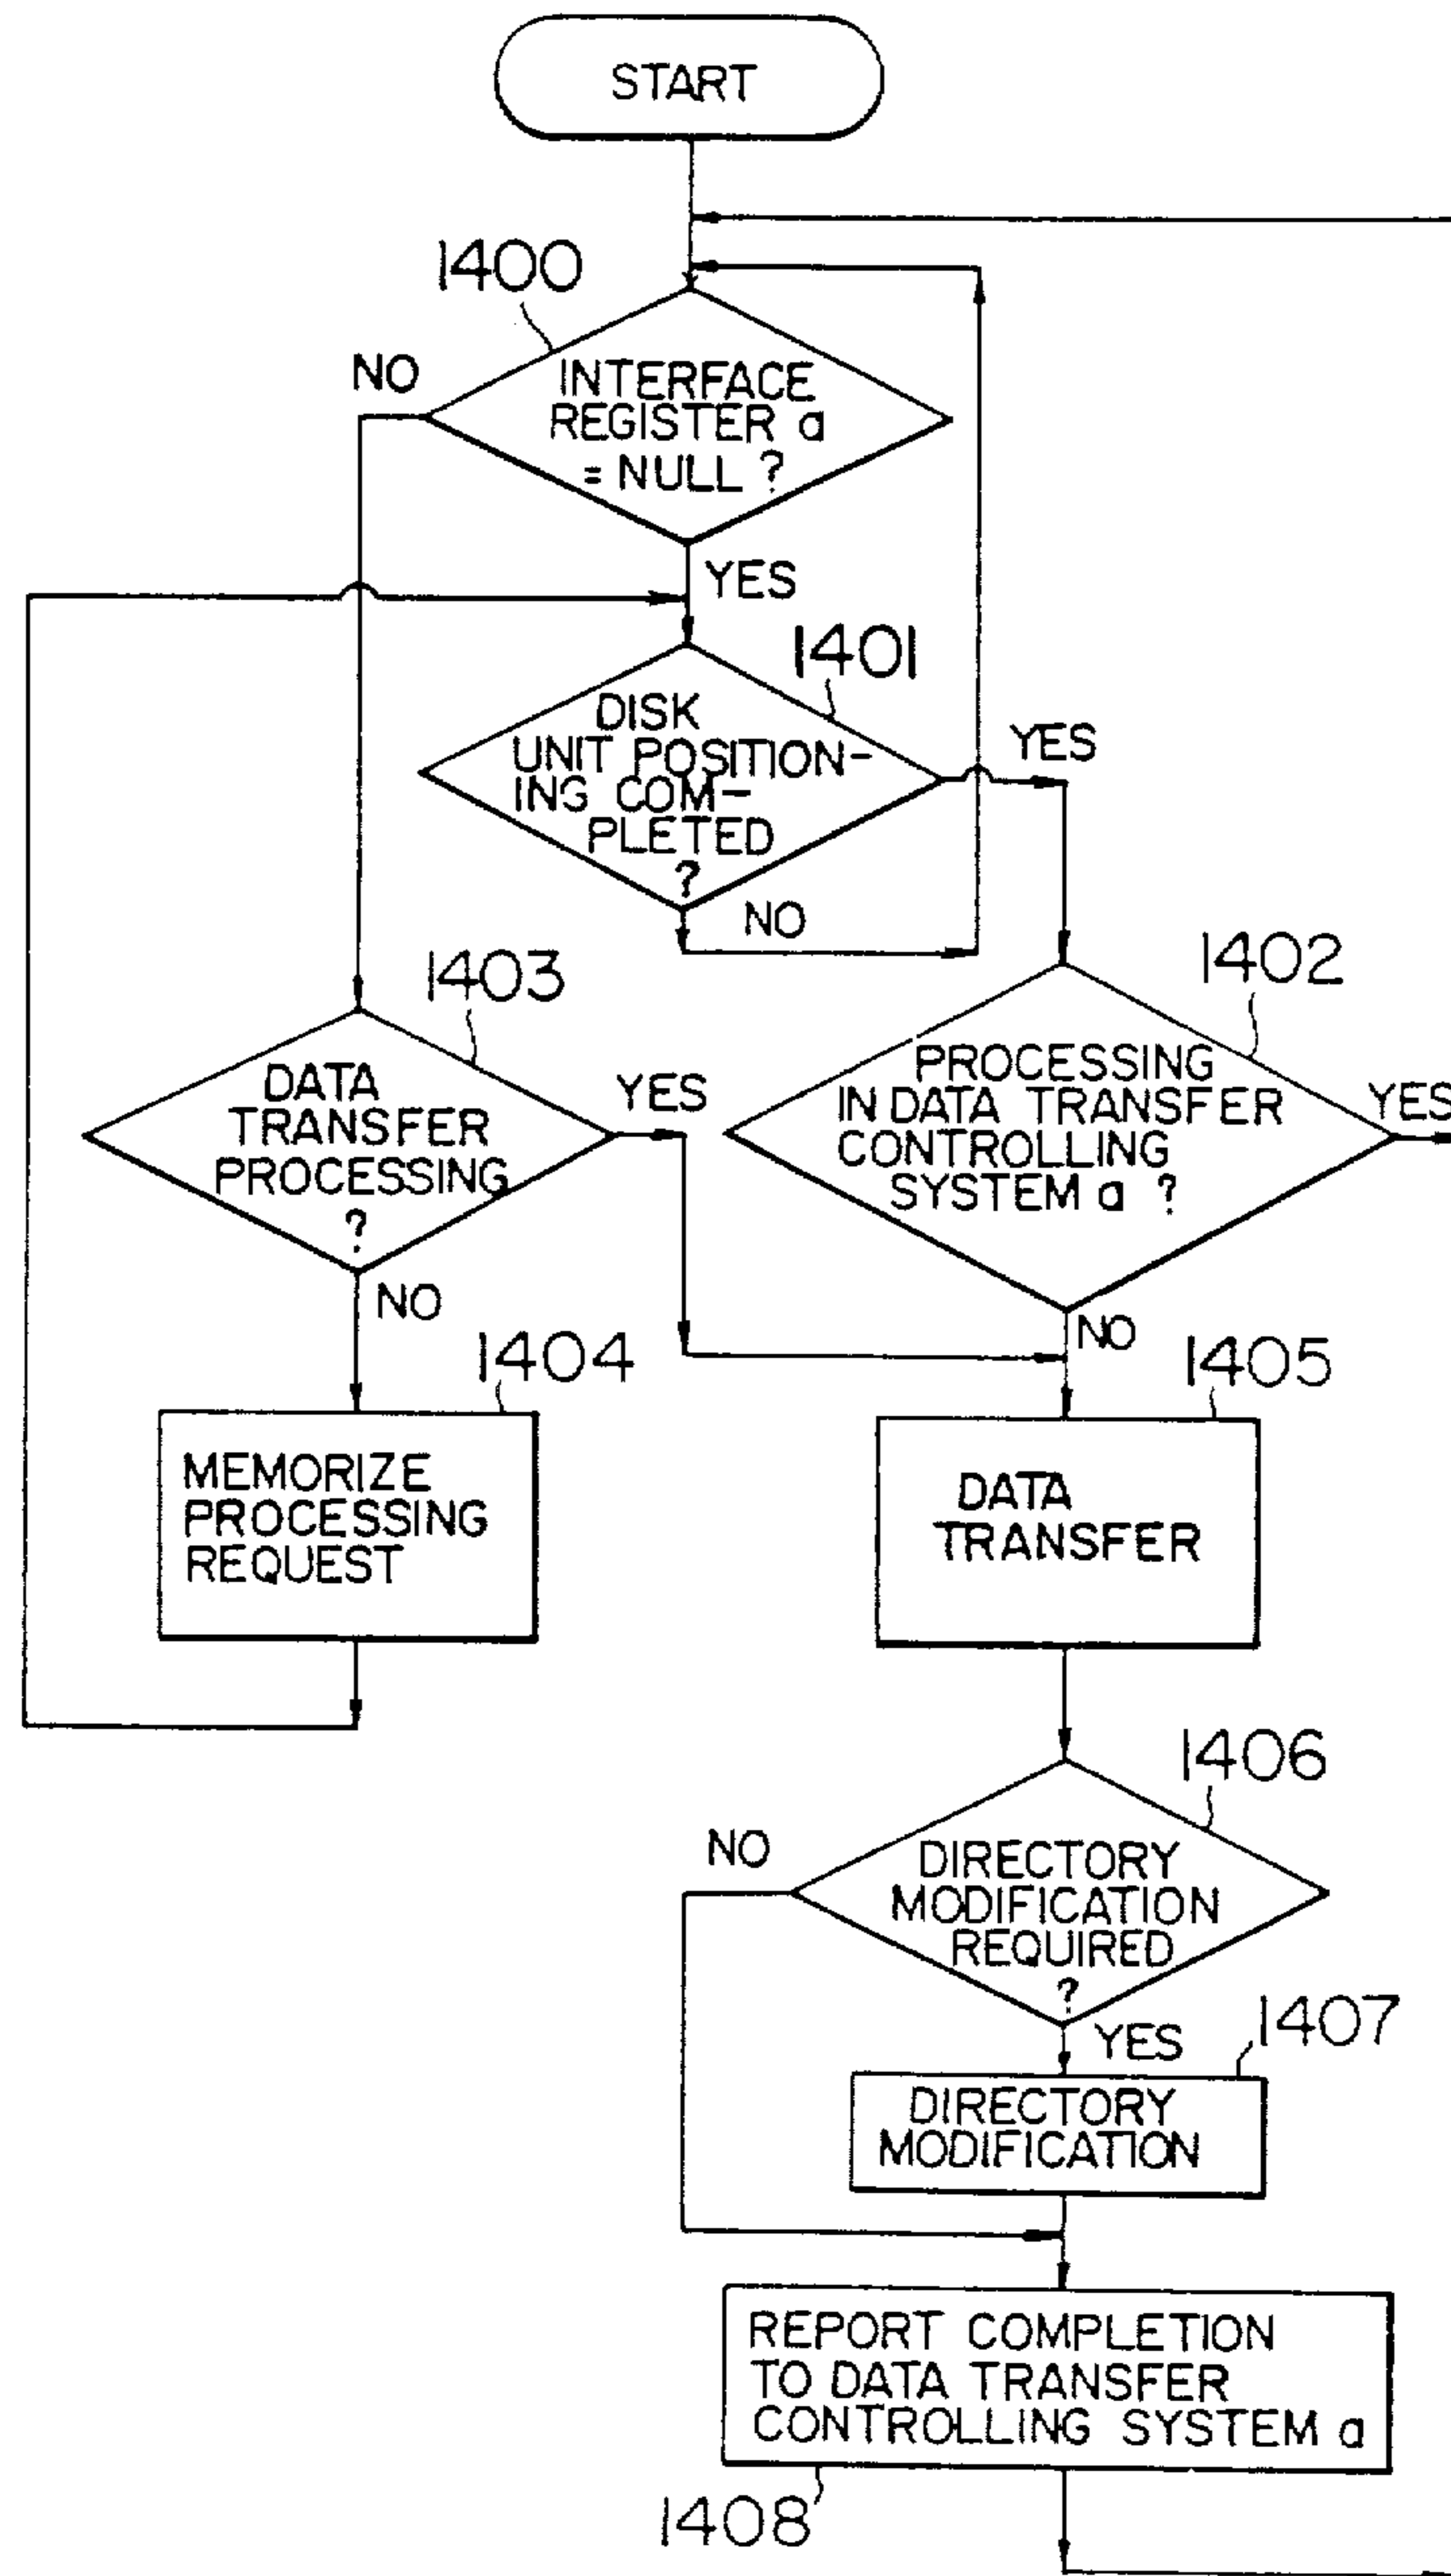 START
1400
NO
INTERFACE
REGISTER a
= NULL ?
YES
1401
DISK
UNIT POSITION-
ING COM-
PLETED
?
YES
NO
1403
1402
DATA
TRANSFER
PROCESSING
?
YES
PROCESSING
IN DATA TRANSFER
CONTROLLING
SYSTEM a ?
YES
NO
NO
1404
1405
MEMORIZE
PROCESSING
REQUEST
DATA
TRANSFER
1406
NO
DIRECTORY
MODIFICATION
REQUIRED
?
YES
1407
DIRECTORY
MODIFICATION
REPORT COMPLETION
TO DATA TRANSFER
CONTROLLING SYSTEM a
1408